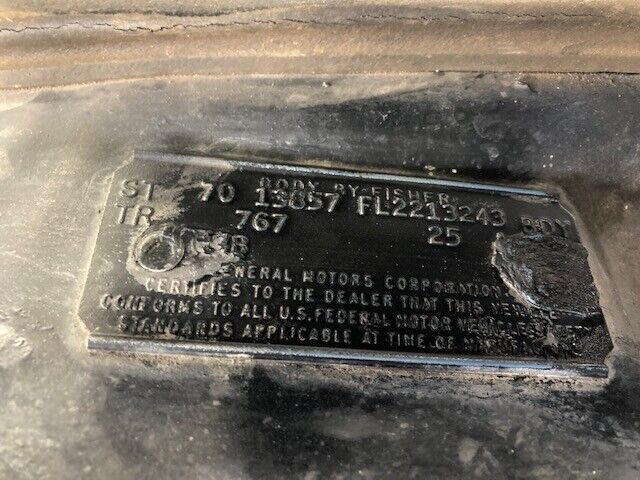 BODY BY FISHER
ST 70 13857 FL2213243 BDY
TR 767 25
GENERAL MOTORS CORPORATION
CERTIFIES TO THE DEALER THAT THIS VEHICLE
CONFORMS TO ALL U.S. FEDERAL MOTOR VEHICLE SAFETY
STANDARDS APPLICABLE AT TIME OF